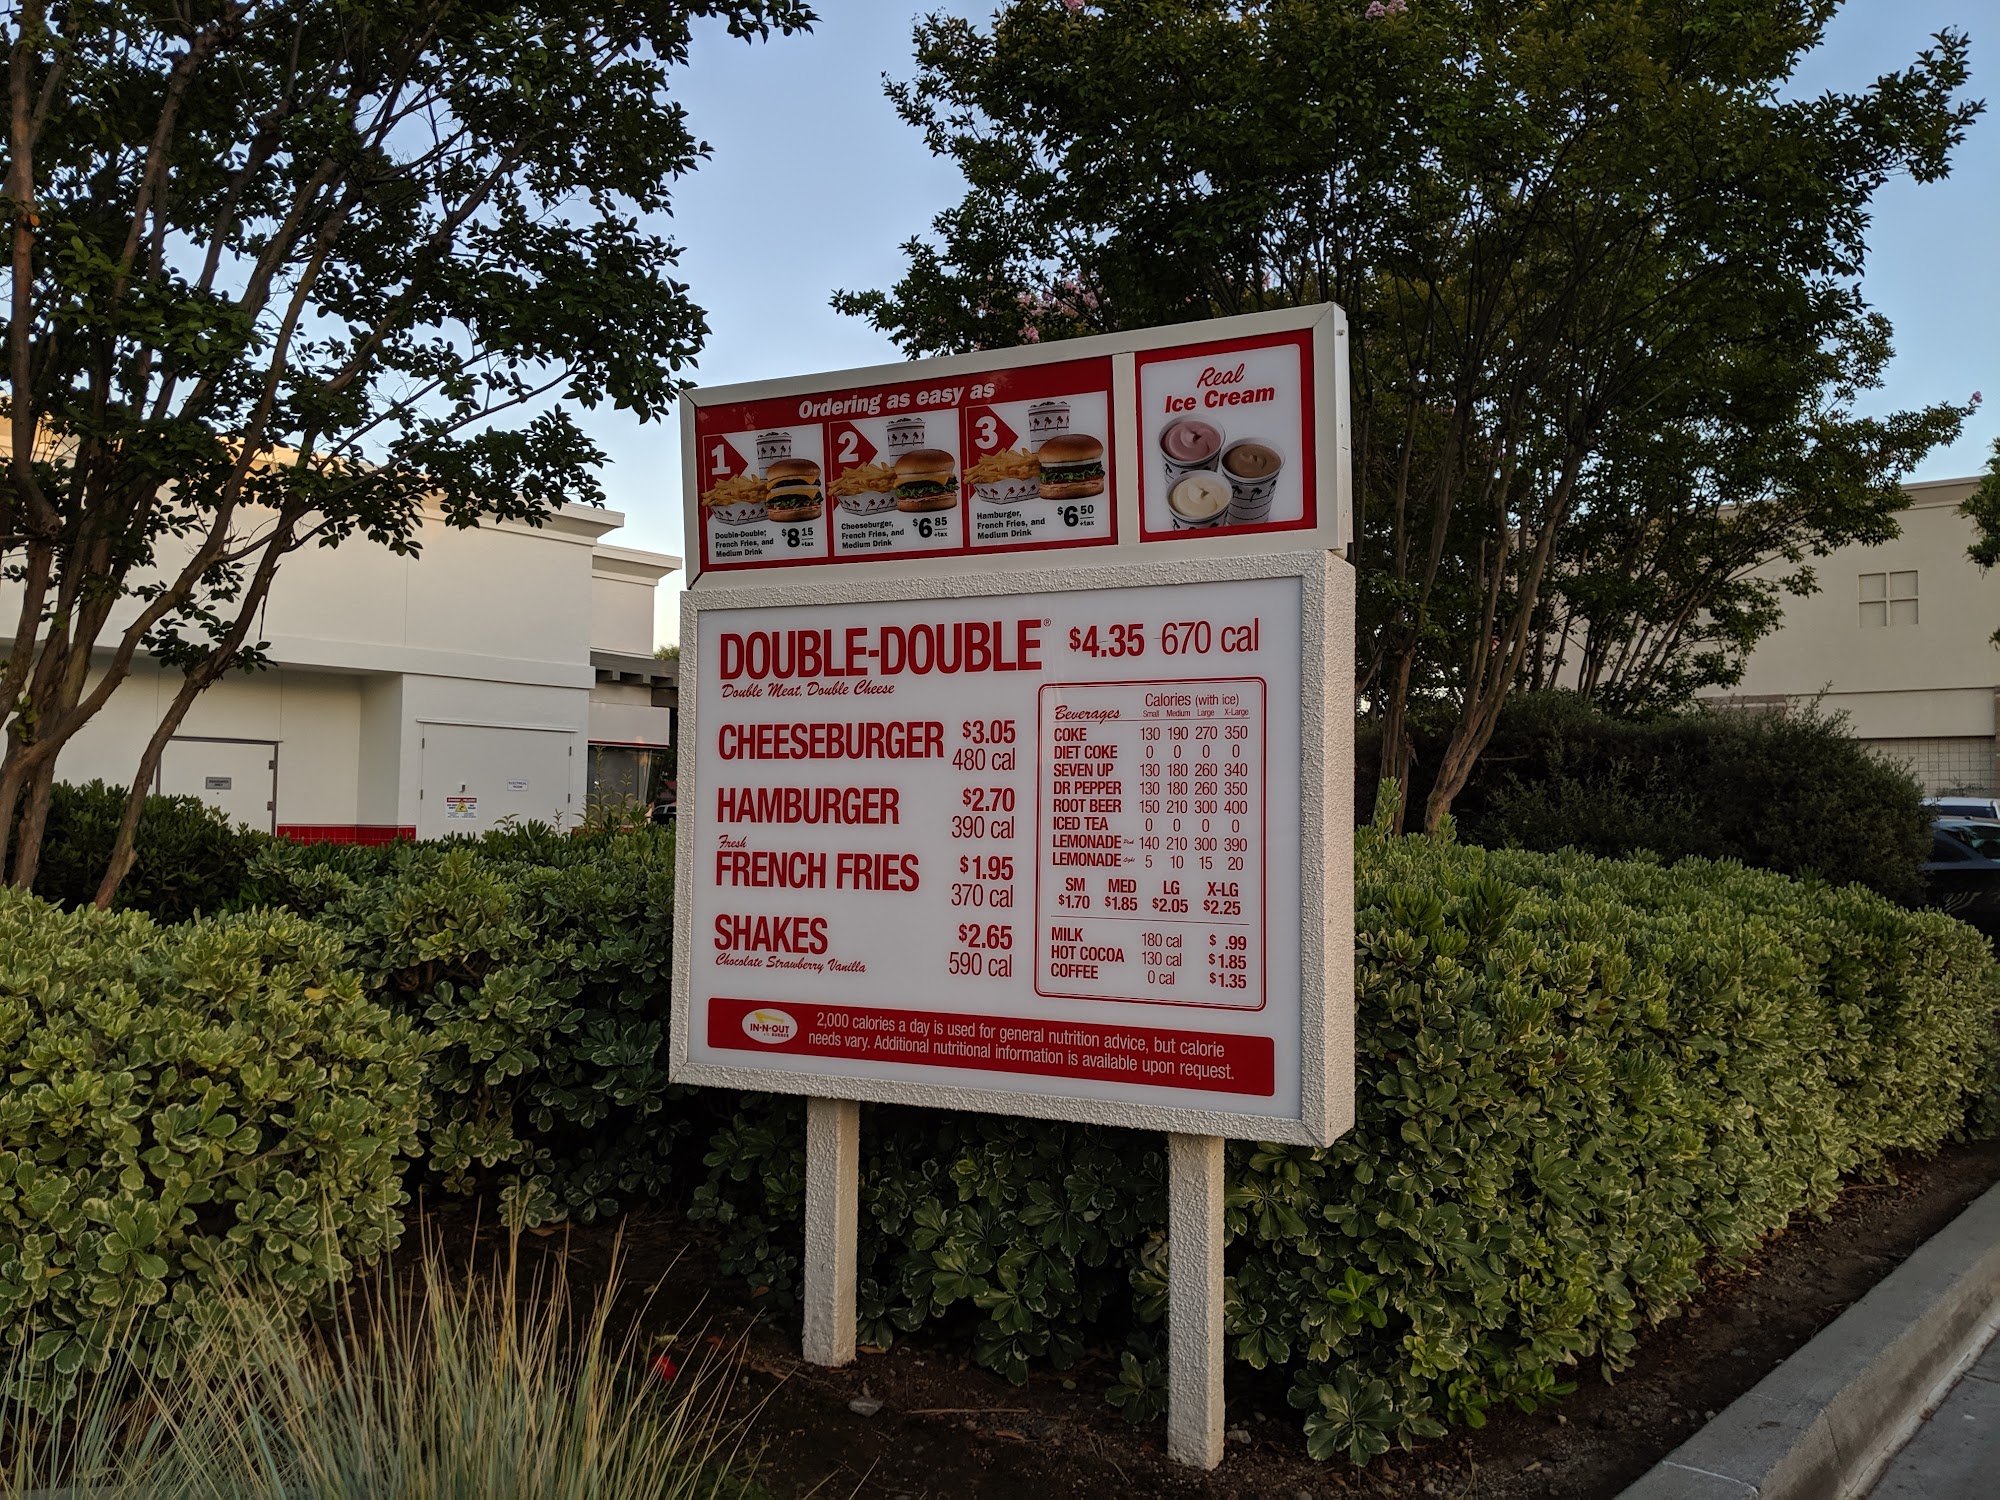 Ordering as easy as
1
Double-Double,
French Fries, and
Medium Drink
$8 15
+tax
2
Cheeseburger,
French Fries, and
Medium Drink
$6 85
+tax
3
Hamburger,
French Fries, and
Medium Drink
$6 50
+tax
Real
Ice Cream
DOUBLE-DOUBLE® $4.35 670 cal
Double Meat, Double Cheese
CHEESEBURGER $3.05
480 cal
HAMBURGER $2.70
390 cal
Fresh
FRENCH FRIES $1.95
370 cal
SHAKES $2.65
Chocolate Strawberry Vanilla 590 cal
Calories (with ice)
Beverages Small Medium Large X-Large
COKE 130 190 270 350
DIET COKE 0 0 0 0
SEVEN UP 130 180 260 340
DR PEPPER 130 180 260 350
ROOT BEER 150 210 300 400
ICED TEA 0 0 0 0
LEMONADE Pink 140 210 300 390
LEMONADE Light 5 10 15 20
SM MED LG X-LG
$1.70 $1.85 $2.05 $2.25
MILK 180 cal $ .99
HOT COCOA 130 cal $1.85
COFFEE 0 cal $1.35
IN-N-OUT
BURGER
2,000 calories a day is used for general nutrition advice, but calorie
needs vary. Additional nutritional information is available upon request.